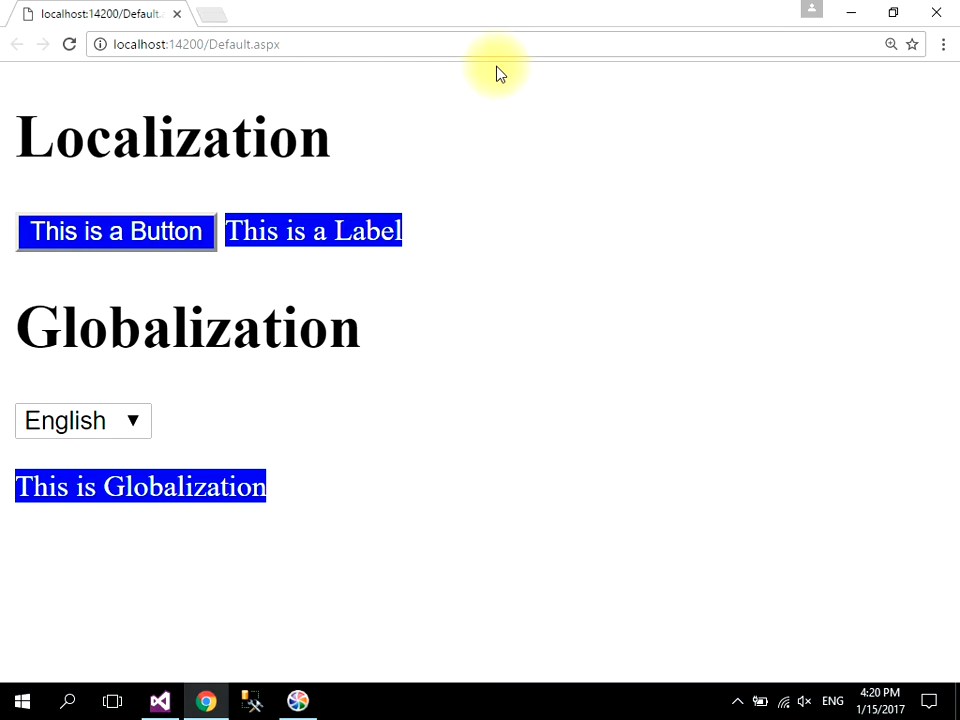 localhost:14200/Default.
localhost:14200/Default.aspx
Localization
This is a Button This is a Label
Globalization
English
This is Globalization
ENG
4:20 PM
1/15/2017